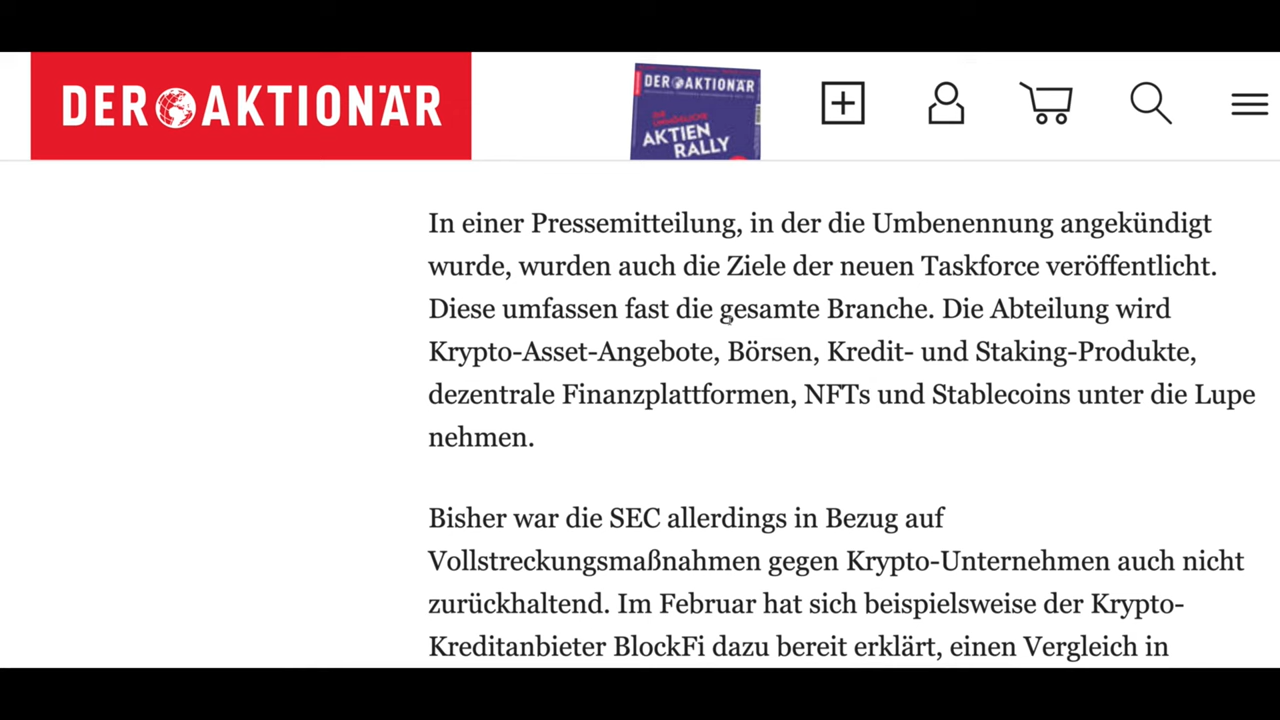 DER AKTIONÄR
DER AKTIONÄR
AKTIEN
RALLY
In einer Pressemitteilung, in der die Umbenennung angekündigt
wurde, wurden auch die Ziele der neuen Taskforce veröffentlicht.
Diese umfassen fast die gesamte Branche. Die Abteilung wird
Krypto-Asset-Angebote, Börsen, Kredit- und Staking-Produkte,
dezentrale Finanzplattformen, NFTs und Stablecoins unter die Lupe
nehmen.
Bisher war die SEC allerdings in Bezug auf
Vollstreckungsmaßnahmen gegen Krypto-Unternehmen auch nicht
zurückhaltend. Im Februar hat sich beispielsweise der Krypto-
Kreditanbieter BlockFi dazu bereit erklärt, einen Vergleich in